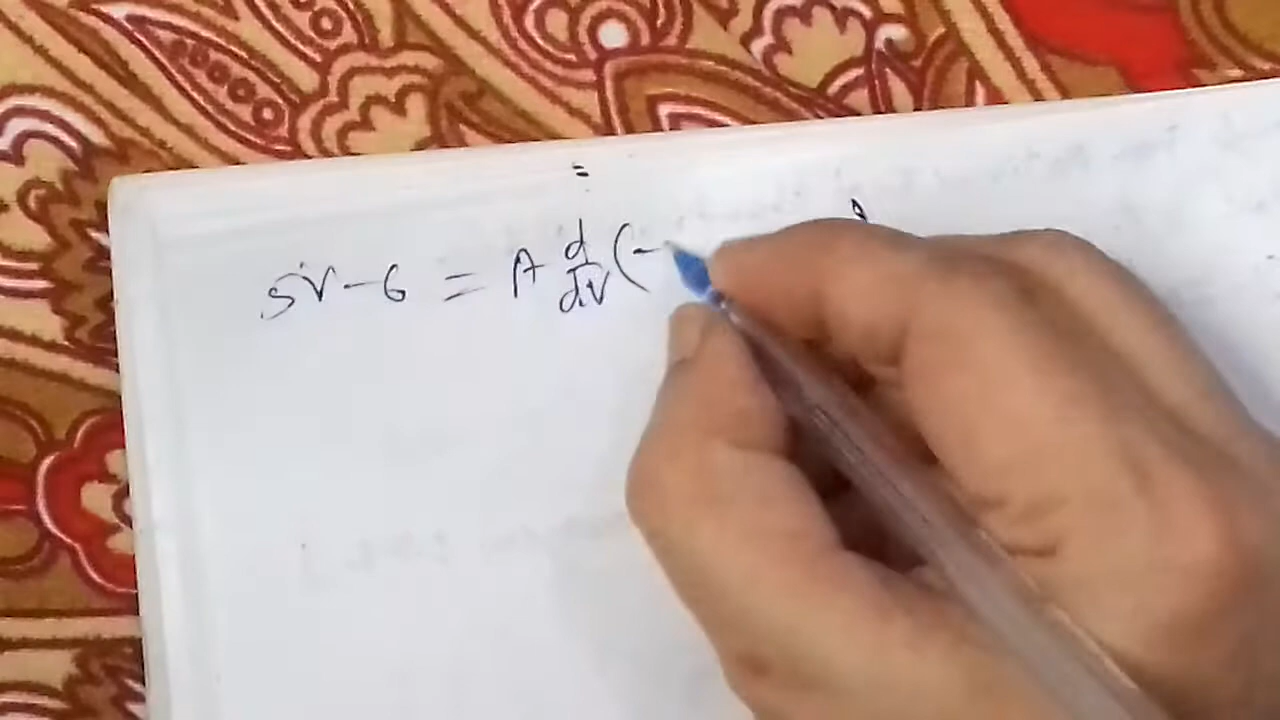 5v - 6 = A d/dv (-